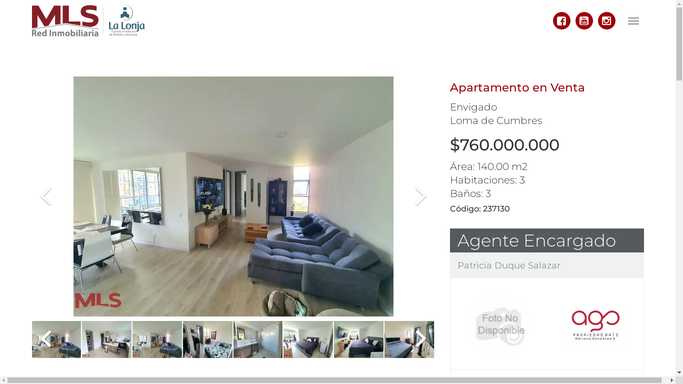 MLS
Red Inmobiliaria
La Lonja
Apartamento en Venta
Envigado
Loma de Cumbres
$760.000.000
Área: 140.00 m2
Habitaciones: 3
Baños: 3
Código: 237130
Agente Encargado
Patricia Duque Salazar
MLS
Foto No
Disponible
ago